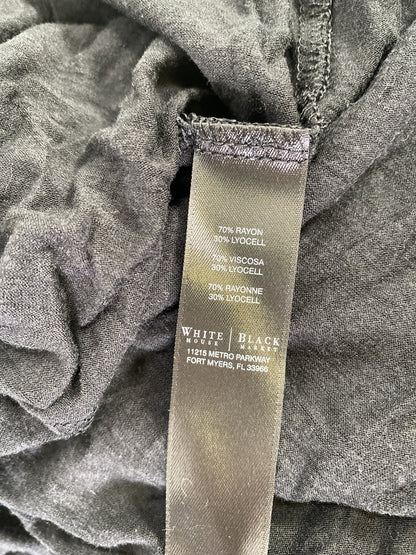 70% RAYON
30% LYOCELL
70% VISCOSA
30% LYOCELL
70% RAYONNE
30% LYOCELL
WHITE | BLACK
HOUSE MARKET
11215 METRO PARKWAY
FORT MYERS, FL 33966